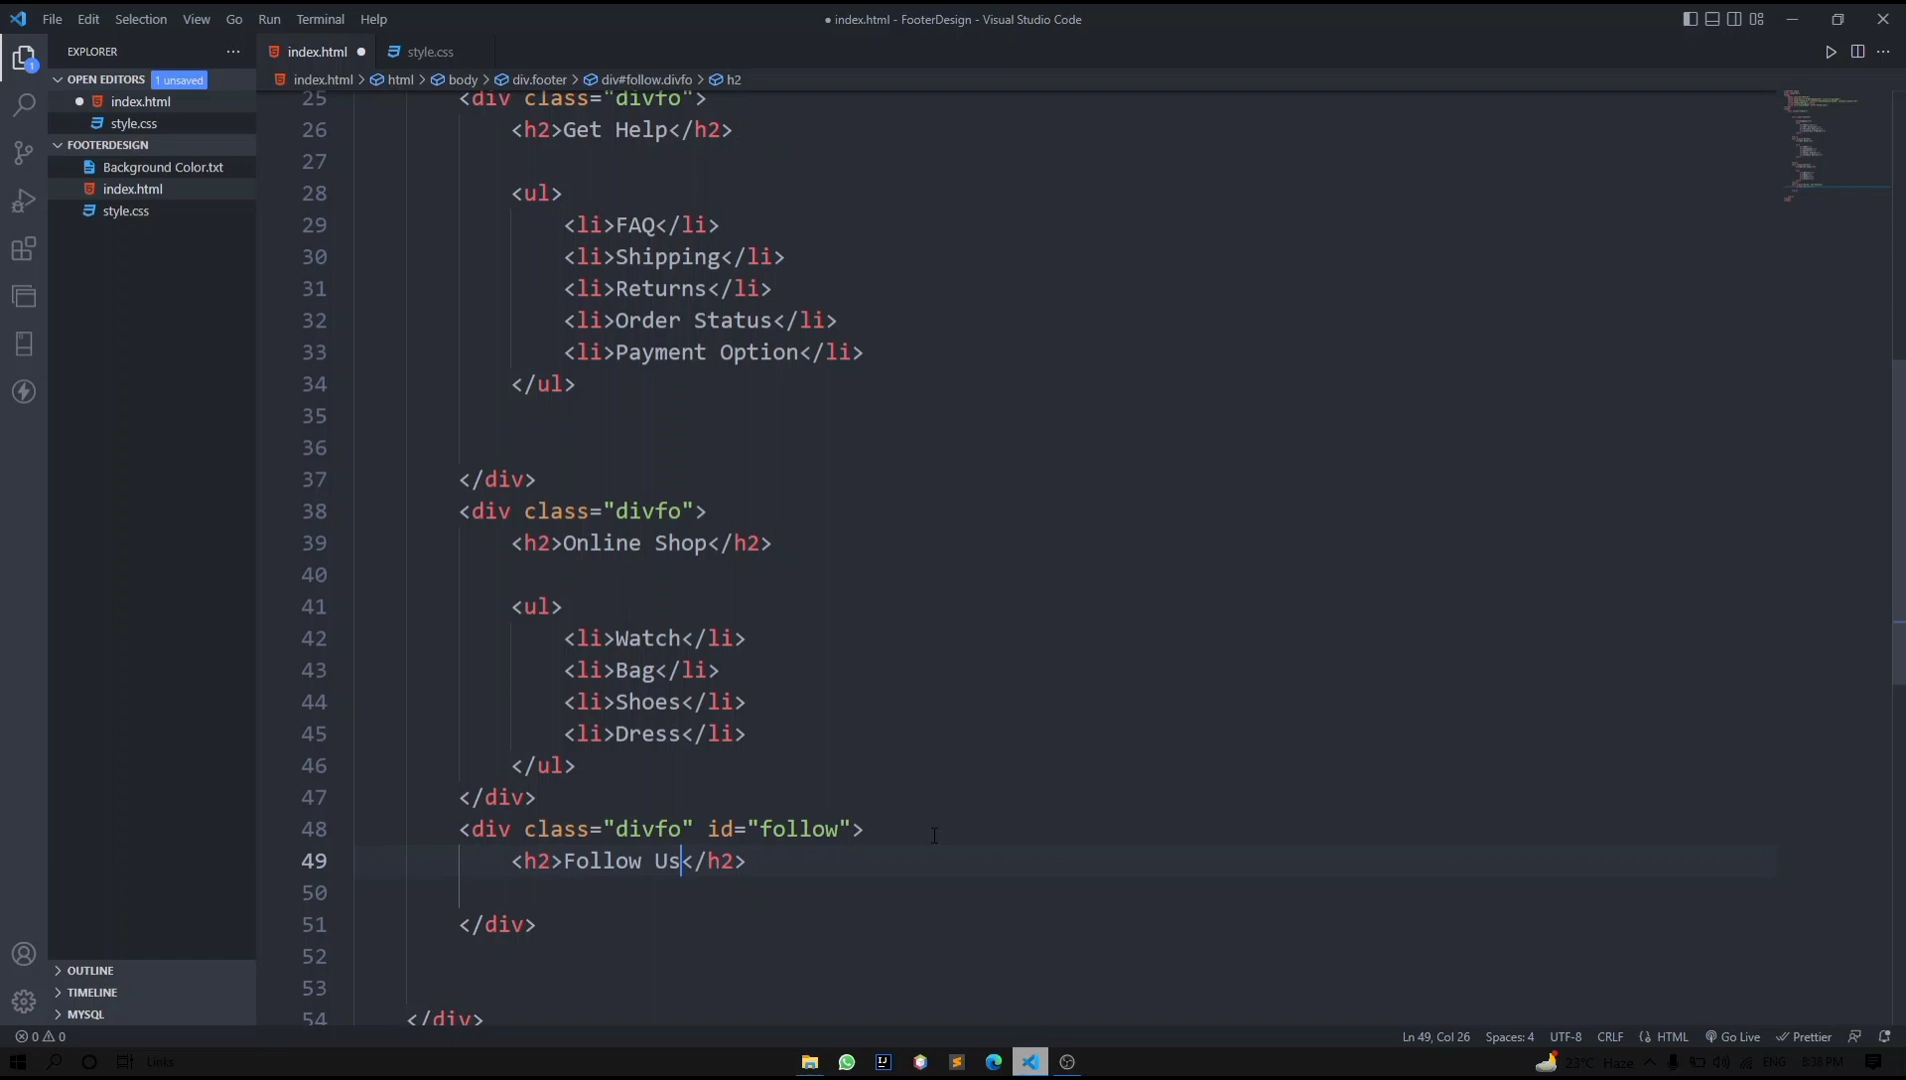 File Edit Selection View Go Run Terminal Help
● index.html - FooterDesign - Visual Studio Code
EXPLORER
OPEN EDITORS 1 unsaved
index.html
style.css
FOOTERDESIGN
Background Color.txt
index.html
style.css
OUTLINE
TIMELINE
MYSQL
index.html ● style.css
index.html > html > body > div.footer > div#follow.divfo > h2
25 <div class="divfo">
26 <h2>Get Help</h2>
27
28 <ul>
29 <li>FAQ</li>
30 <li>Shipping</li>
31 <li>Returns</li>
32 <li>Order Status</li>
33 <li>Payment Option</li>
34 </ul>
35
36
37 </div>
38 <div class="divfo">
39 <h2>Online Shop</h2>
40
41 <ul>
42 <li>Watch</li>
43 <li>Bag</li>
44 <li>Shoes</li>
45 <li>Dress</li>
46 </ul>
47 </div>
48 <div class="divfo" id="follow">
49 <h2>Follow Us</h2>
50
51 </div>
52
53
54 </div>
0 0 Ln 49, Col 26 Spaces: 4 UTF-8 CRLF HTML Go Live Prettier
Links 23°C Haze ENG 8:38 PM